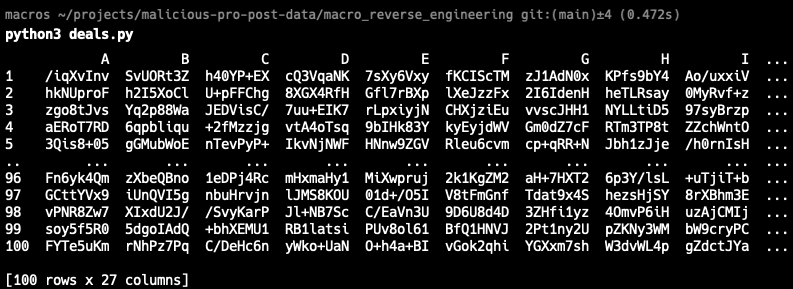 macros ~/projects/malicious-pro-post-data/macro_reverse_engineering git:(main)±4 (0.472s)
python3 deals.py
A B C D E F G H I ...
1 /iqXvInv SvUORt3Z h40YP+EX cQ3VqaNK 7sXy6Vxy fKCIScTM zJ1AdN0x KPfs9bY4 Ao/uxxiV ...
2 hkNUproF h2I5XoCl U+pFFChg 8XGX4RfH Gfl7rBXp lXeJzzFx 2I6IdenH heTLRsay 0MyRvf+z ...
3 zgo8tJvs Yq2p88Wa JEDVisC/ 7uu+EIK7 rLpxiyjN CHXjziEu vvscJHH1 NYLLtiD5 97syBrzp ...
4 aERoT7RD 6qpbliqu +2fMzzjg vtA4oTsq 9bIHk83Y kyEyjdWV Gm0dZ7cF RTm3TP8t ZZchWntO ...
5 3Qis8+05 gGMubWoE nTevPyP+ IkvNjNWF HNnw9ZGV Rleu6cvm cp+qRR+N Jbh1zJje /h0rnIsH ...
.. ... ... ... ... ... ... ... ... ... ...
96 Fn6yk4Qm zXbeQBno 1eDPj4Rc mHxmaHy1 MiXwpruj 2k1KgZM2 aH+7HXT2 6p3Y/lsL +uTjiT+b ...
97 GCttYVx9 iUnQVI5g nbuHrvjn lJMS8KOU 01d+/O5I V8tFmGnf Tdat9x4S hezsHjSY 8rXBhm3E ...
98 vPNR8Zw7 XIxdU2J/ /SvyKarP Jl+NB7Sc C/EaVn3U 9D6U8d4D 3ZHfi1yz 4OmvP6iH uzAjCMIj ...
99 soy5f5R0 5dgoIAdQ +bhXEMU1 RB1latsi PUv8ol61 BfQ1HNVJ 2Pt1ny2U pZKNy3WM bW9cryPC ...
100 FYTe5uKm rNhPz7Pq C/DeHc6n yWko+UaN O+h4a+BI vGok2qhi YGXxm7sh W3dvWL4p gZdctJYa ...
[100 rows x 27 columns]